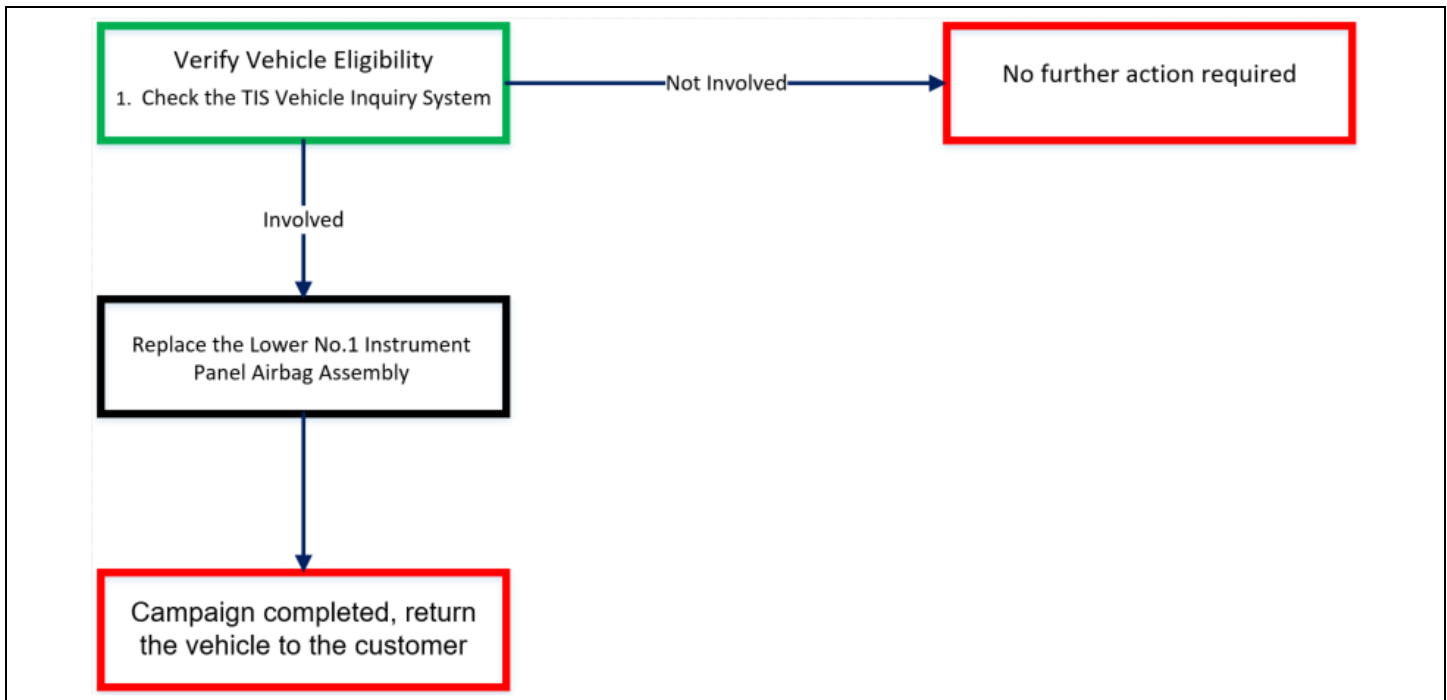 Verify Vehicle Eligibility
1. Check the TIS Vehicle Inquiry System
Not Involved
No further action required
Involved
Replace the Lower No.1 Instrument
Panel Airbag Assembly
Campaign completed, return
the vehicle to the customer